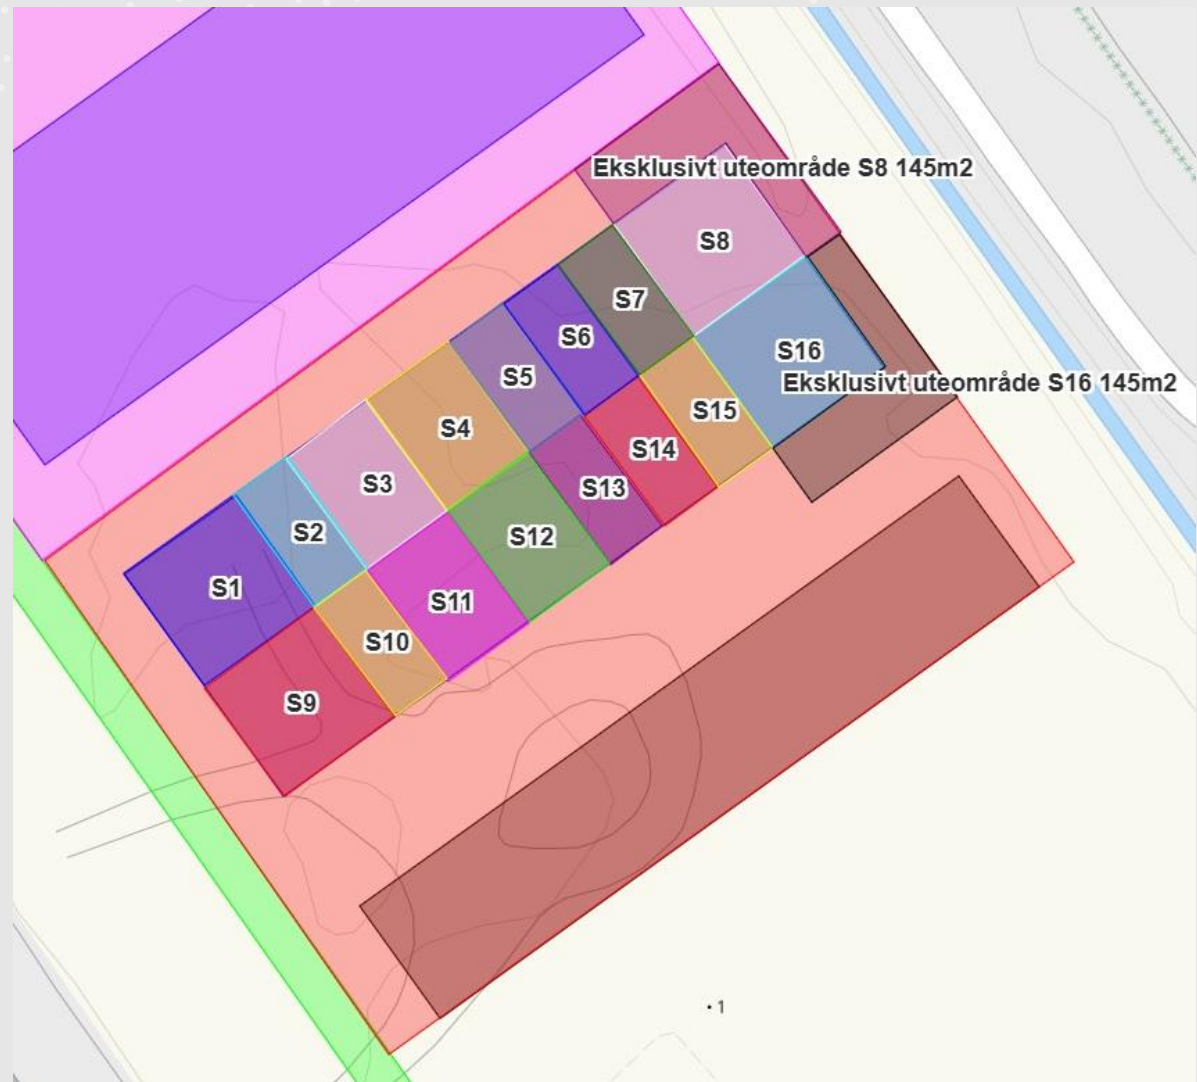 Eksklusivt uteområde S8 145m2
S8
S7
S6
S16
S5
Eksklusivt uteområde S16 145m2
S4
S15
S14
S3
S13
S2
S12
S1
S11
S10
S9
1